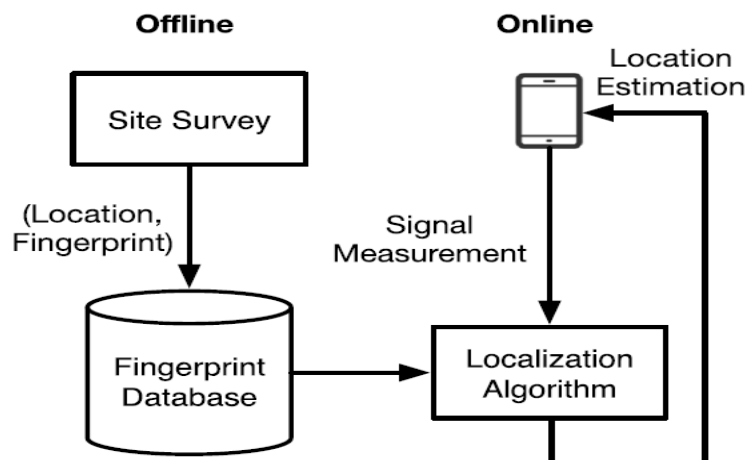 Offline
Online
Location
Estimation
Site Survey
(Location,
Fingerprint)
Signal
Measurement
Fingerprint
Database
Localization
Algorithm